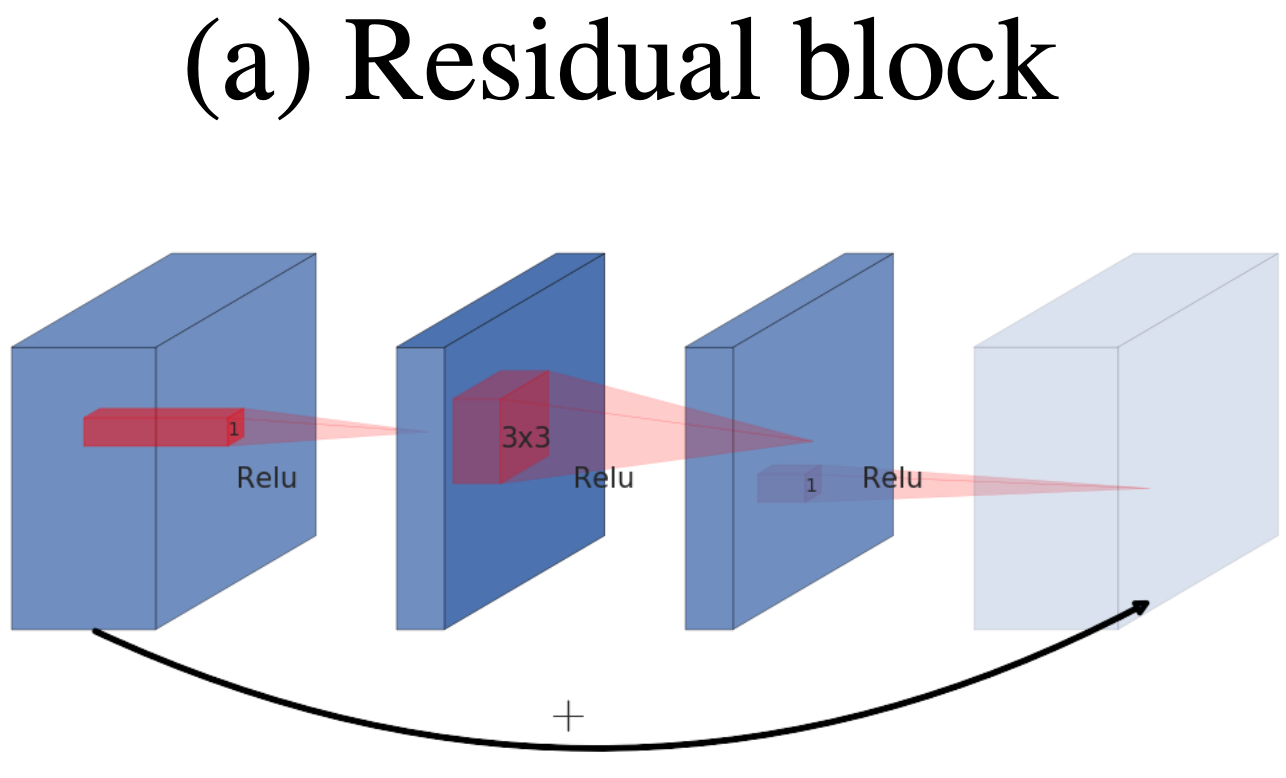 (a) Residual block
1
3x3
Relu
Relu
1
Relu
+